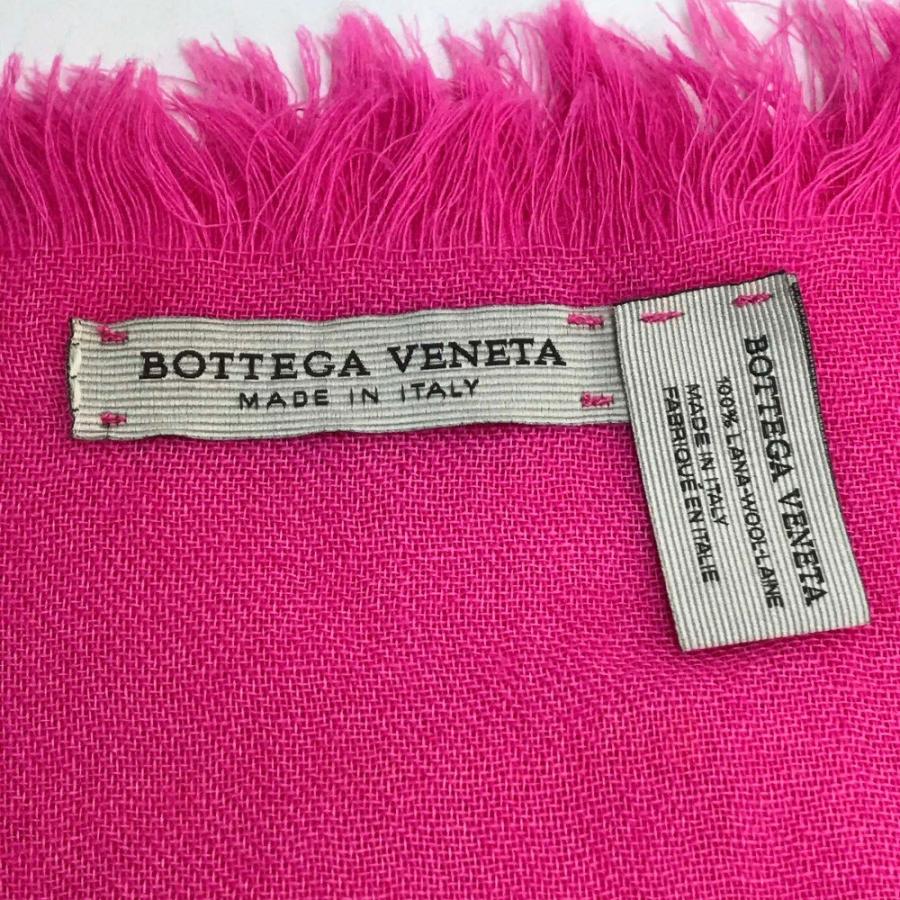 BOTTEGA VENETA
MADE IN ITALY
BOTTEGA VENETA
100% LANA-WOOL-LAINE
MADE IN ITALY
FABRIQUÉ EN ITALIE